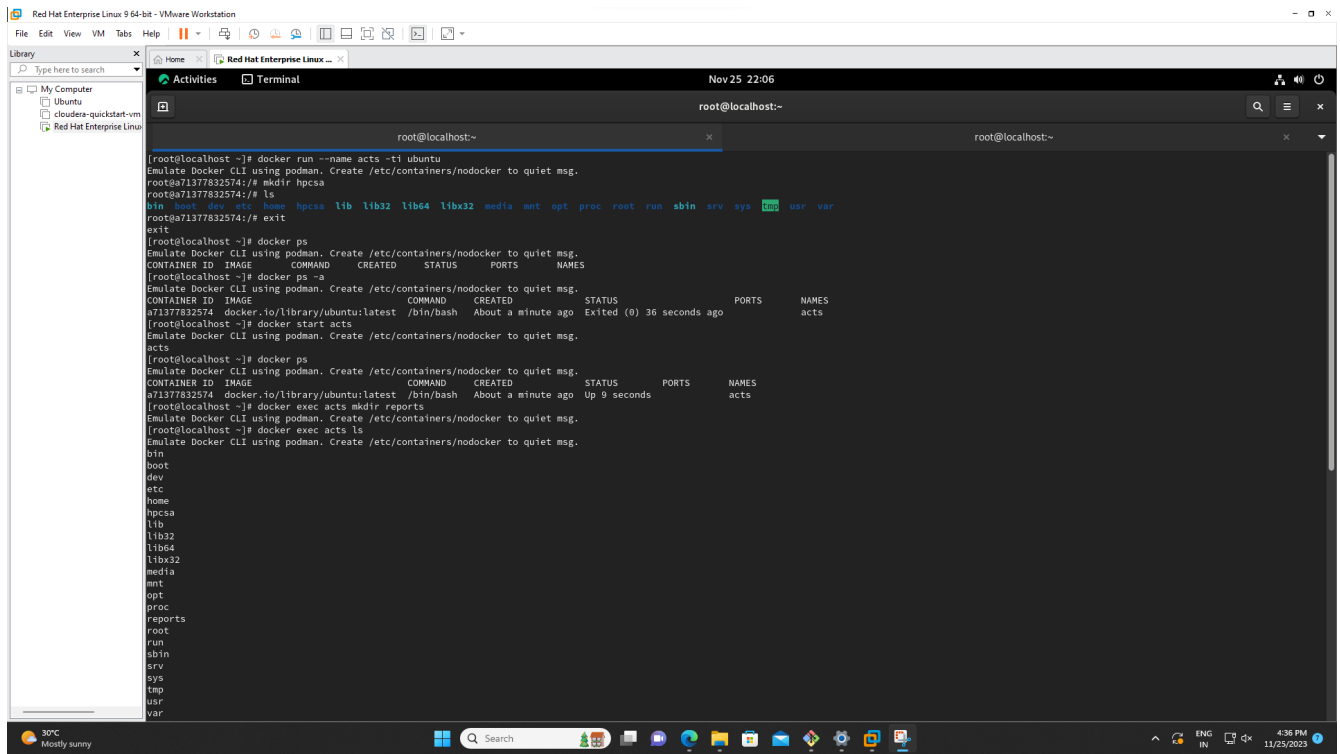 Red Hat Enterprise Linux 9 64-bit - VMware Workstation
File Edit View VM Tabs Help
Library
Type here to search
My Computer
Ubuntu
cloudera-quickstart-vm
Red Hat Enterprise Linu
Home
Red Hat Enterprise Linux ...
Activities Terminal Nov 25 22:06
root@localhost:~
root@localhost:~ root@localhost:~
[root@localhost ~]# docker run --name acts -ti ubuntu
Emulate Docker CLI using podman. Create /etc/containers/nodocker to quiet msg.
root@a71377832574:/# mkdir hpcsa
root@a71377832574:/# ls
bin boot dev etc home hpcsa lib lib32 lib64 libx32 media mnt opt proc root run sbin srv sys tmp usr var
root@a71377832574:/# exit
exit
[root@localhost ~]# docker ps
Emulate Docker CLI using podman. Create /etc/containers/nodocker to quiet msg.
CONTAINER ID IMAGE COMMAND CREATED STATUS PORTS NAMES
[root@localhost ~]# docker ps -a
Emulate Docker CLI using podman. Create /etc/containers/nodocker to quiet msg.
CONTAINER ID IMAGE COMMAND CREATED STATUS PORTS NAMES
a71377832574 docker.io/library/ubuntu:latest /bin/bash About a minute ago Exited (0) 36 seconds ago acts
[root@localhost ~]# docker start acts
Emulate Docker CLI using podman. Create /etc/containers/nodocker to quiet msg.
acts
[root@localhost ~]# docker ps
Emulate Docker CLI using podman. Create /etc/containers/nodocker to quiet msg.
CONTAINER ID IMAGE COMMAND CREATED STATUS PORTS NAMES
a71377832574 docker.io/library/ubuntu:latest /bin/bash About a minute ago Up 9 seconds acts
[root@localhost ~]# docker exec acts mkdir reports
Emulate Docker CLI using podman. Create /etc/containers/nodocker to quiet msg.
[root@localhost ~]# docker exec acts ls
Emulate Docker CLI using podman. Create /etc/containers/nodocker to quiet msg.
bin
boot
dev
etc
home
hpcsa
lib
lib32
lib64
libx32
media
mnt
opt
proc
reports
root
run
sbin
srv
sys
tmp
usr
var
30°C
Mostly sunny
Search
ENG
IN
4:36 PM
11/25/2023